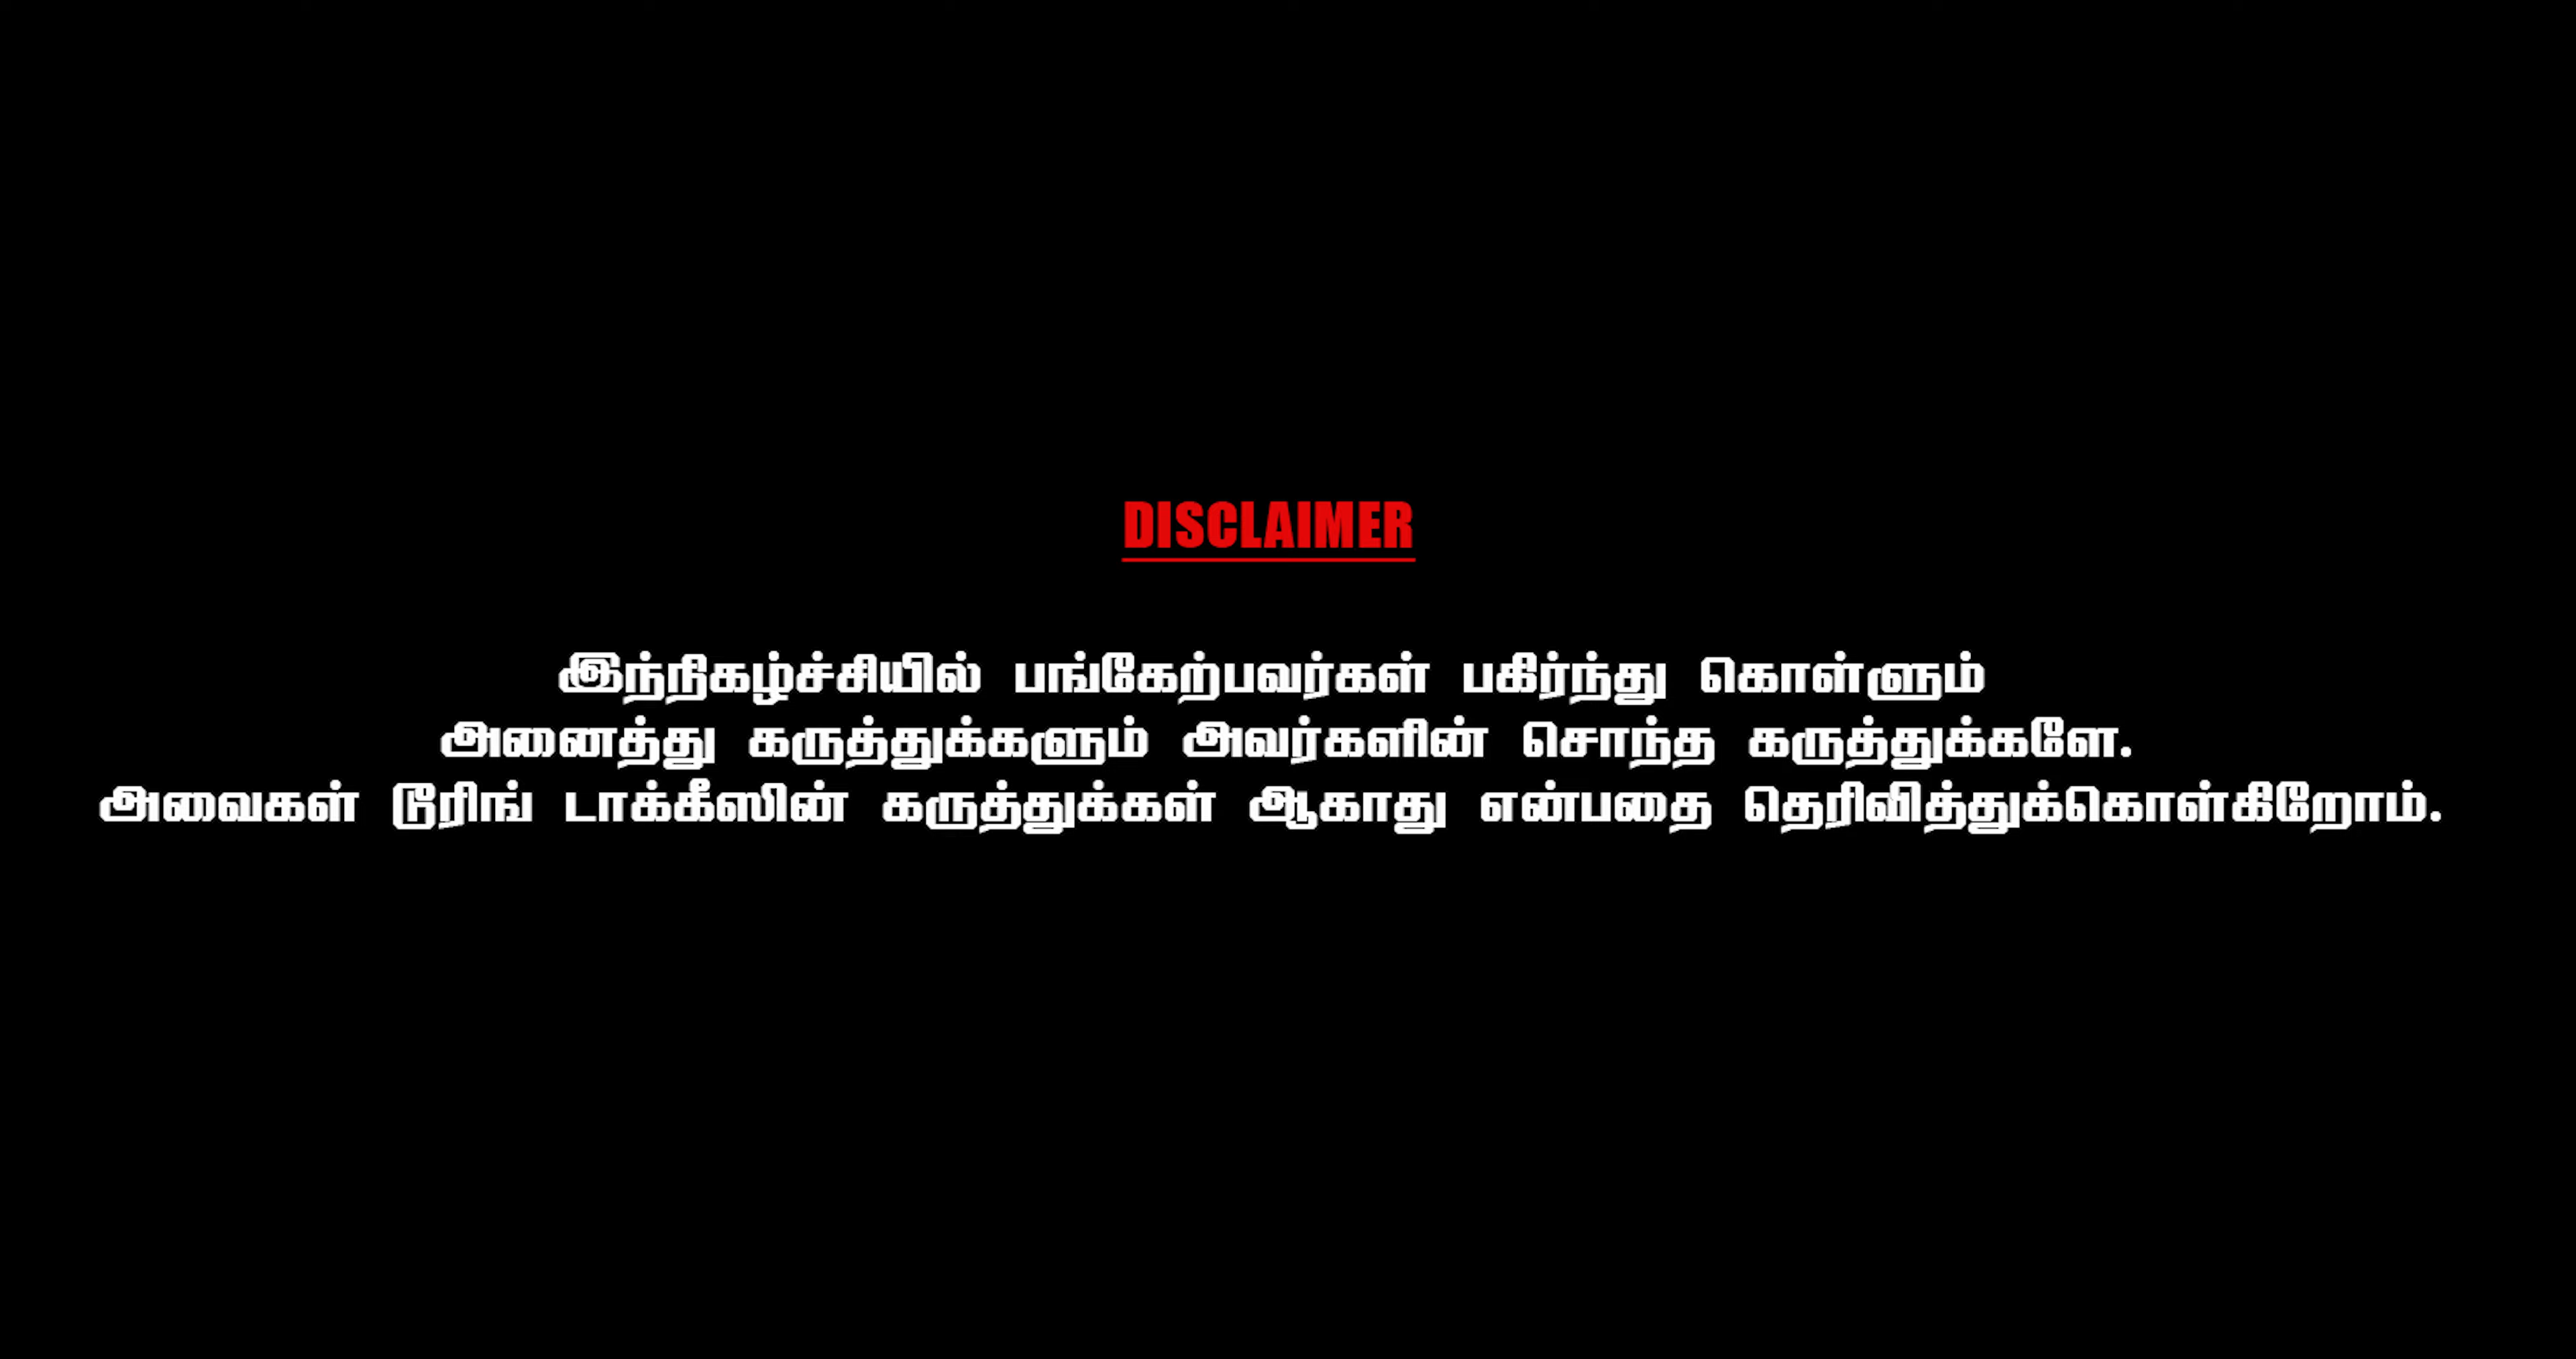 DISCLAIMER
இந்நிகழ்ச்சியில் பங்கேற்பவர்கள் பகிர்ந்து கொள்ளும்
அனைத்து கருத்துக்களும் அவர்களின் சொந்த கருத்துக்களே.
அவைகள் டூரிங் டாக்கீஸின் கருத்துக்கள் ஆகாது என்பதை தெரிவித்துக்கொள்கிறோம்.